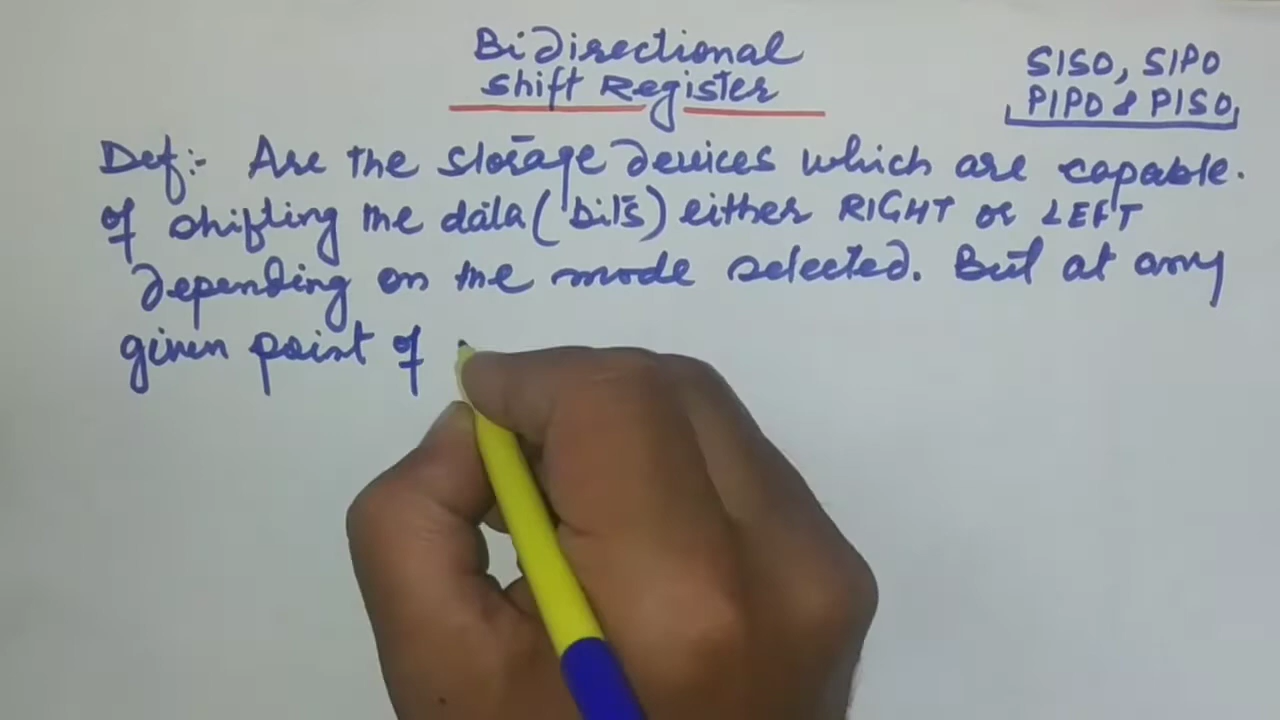 Bidirectional
Shift Register
SISO, SIPO
PIPO & PISO
Def:- Are the storage devices which are capable.
of shifting the data (bits) either RIGHT or LEFT
depending on the mode selected. But at any
given point of